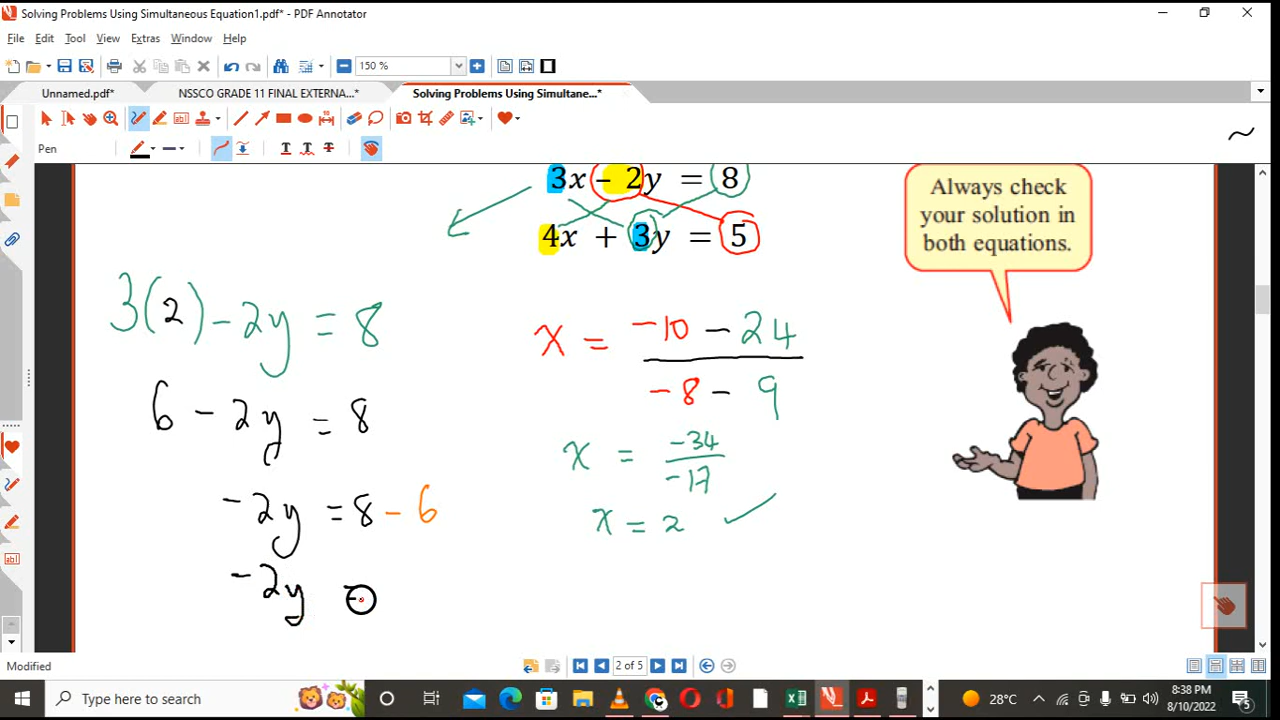 Solving Problems Using Simultaneous Equation1.pdf* - PDF Annotator
File Edit Tool View Extras Window Help
150 %
Unnamed.pdf* NSSCO GRADE 11 FINAL EXTERNA...* Solving Problems Using Simultane...*
Pen
3x − 2y = 8
4x + 3y = 5
Always check
your solution in
both equations.
3(2) - 2y = 8
6 - 2y = 8
-2y = 8 - 6
-2y =
x = -10 - 24
-8 - 9
x = -34
-17
x = 2 ✓
Modified
2 of 5
Type here to search
28°C
8:38 PM
8/10/2022
5